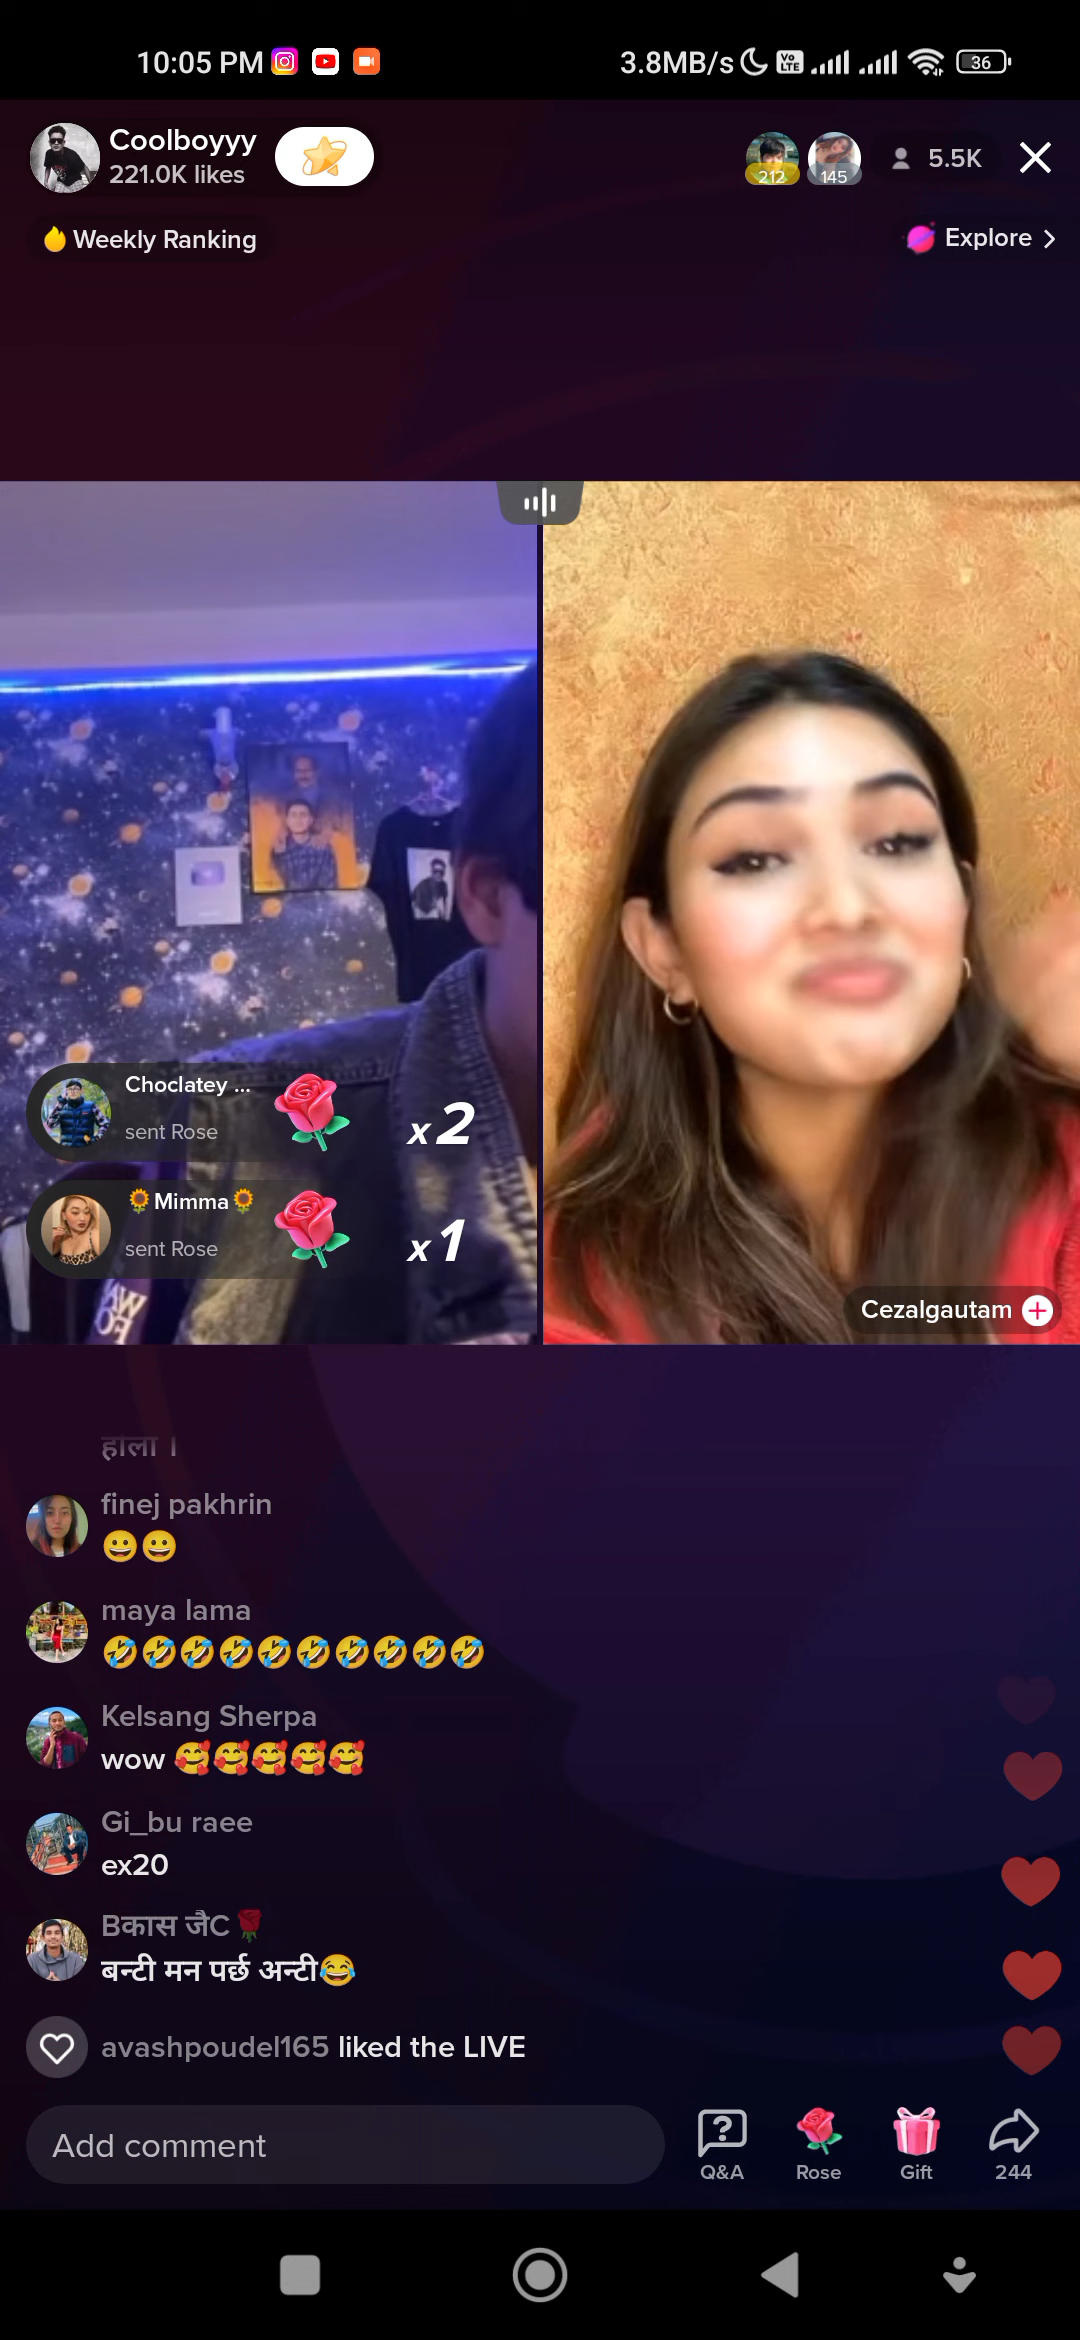 10:05 PM
3.8MB/s
Vo LTE
36
Coolboyyy
221.0K likes
212
145
5.5K
Weekly Ranking
Explore
Choclatey ...
sent Rose
x2
🌻Mimma🌻
sent Rose
x1
Cezalgautam
होला ।
finej pakhrin
😀😀
maya lama
🤣🤣🤣🤣🤣🤣🤣🤣🤣🤣
Kelsang Sherpa
wow 🥰🥰🥰🥰🥰
Gi_bu raee
ex20
Bकास जैC🌹
बन्टी मन पर्छ अन्टी😂
avashpoudel165 liked the LIVE
Add comment
Q&A
Rose
Gift
244